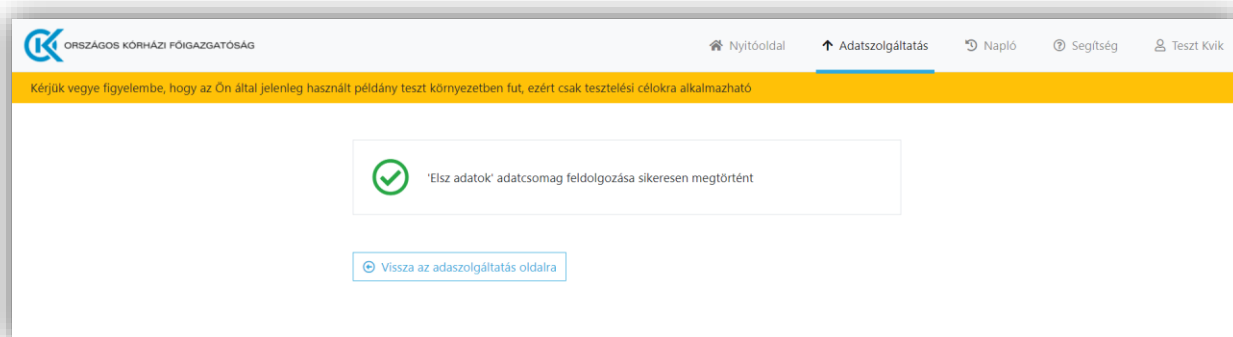 ORSZÁGOS KÓRHÁZI FŐIGAZGATÓSÁG
Nyitóoldal
Adatszolgáltatás
Napló
Segítség
Teszt Kvik
Kérjük vegye figyelembe, hogy az Ön által jelenleg használt példány teszt környezetben fut, ezért csak tesztelési célokra alkalmazható
'Elsz adatok' adatcsomag feldolgozása sikeresen megtörtént
Vissza az adaszolgáltatás oldalra